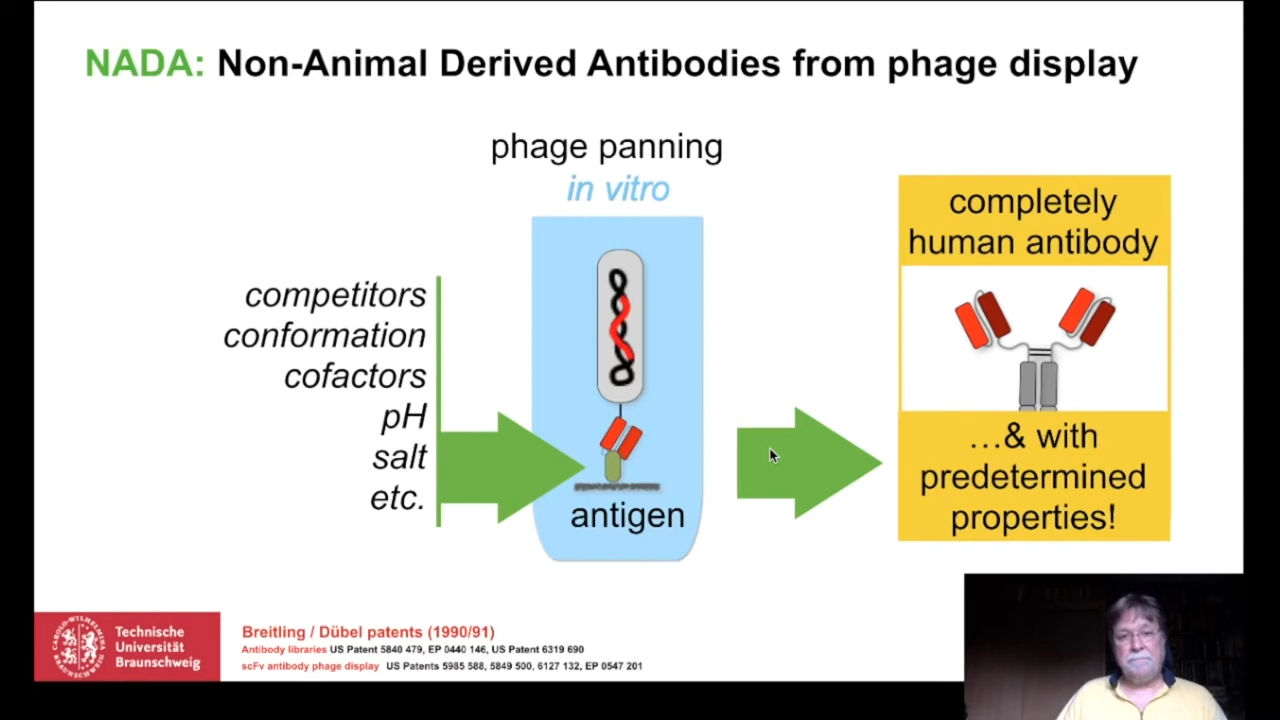 NADA: Non-Animal Derived Antibodies from phage display
phage panning
in vitro
competitors
conformation
cofactors
pH
salt
etc.
antigen
completely
human antibody
…& with
predetermined
properties!
CAROLO-WILHELMINA
BRAUNSCHWEIG
Technische
Universität
Braunschweig
Breitling / Dübel patents (1990/91)
Antibody libraries US Patent 5840 479, EP 0440 146, US Patent 6319 690
scFv antibody phage display US Patents 5985 588, 5849 500, 6127 132, EP 0547 201